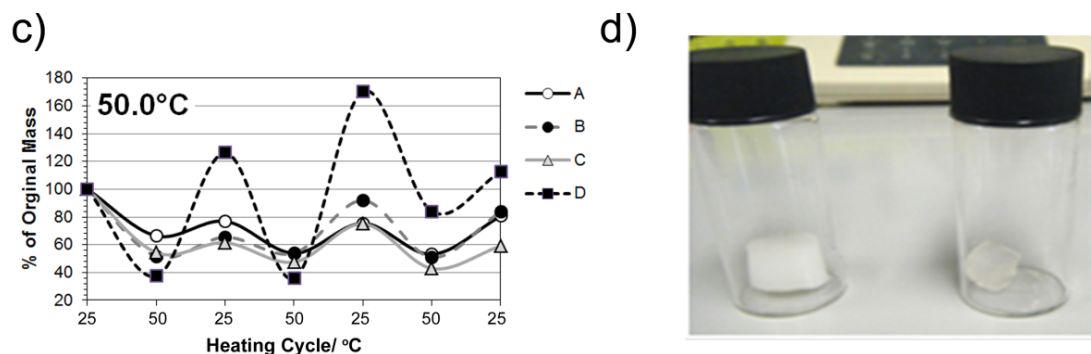 c)
d)
50.0°C
% of Orginal Mass
180
160
140
120
100
80
60
40
20
25 50 25 50 25 50 25
Heating Cycle/ °C
A
B
C
D